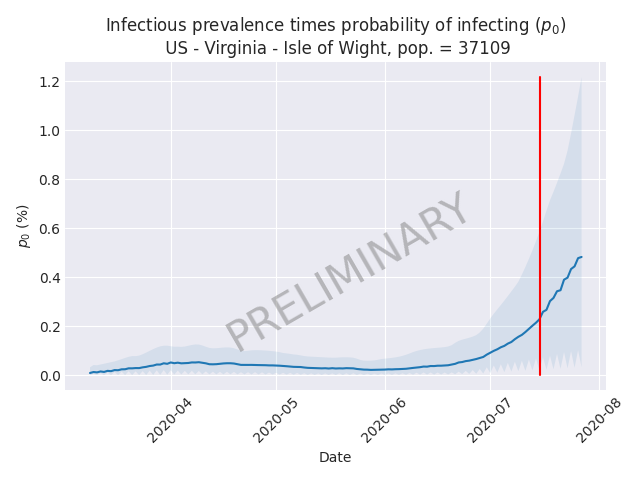 Infectious prevalence times probability of infecting (p₀)
US - Virginia - Isle of Wight, pop. = 37109
1.2
1.0
0.8
0.6
0.4
0.2
0.0
p₀ (%)
PRELIMINARY
2020-04
2020-05
2020-06
2020-07
2020-08
Date